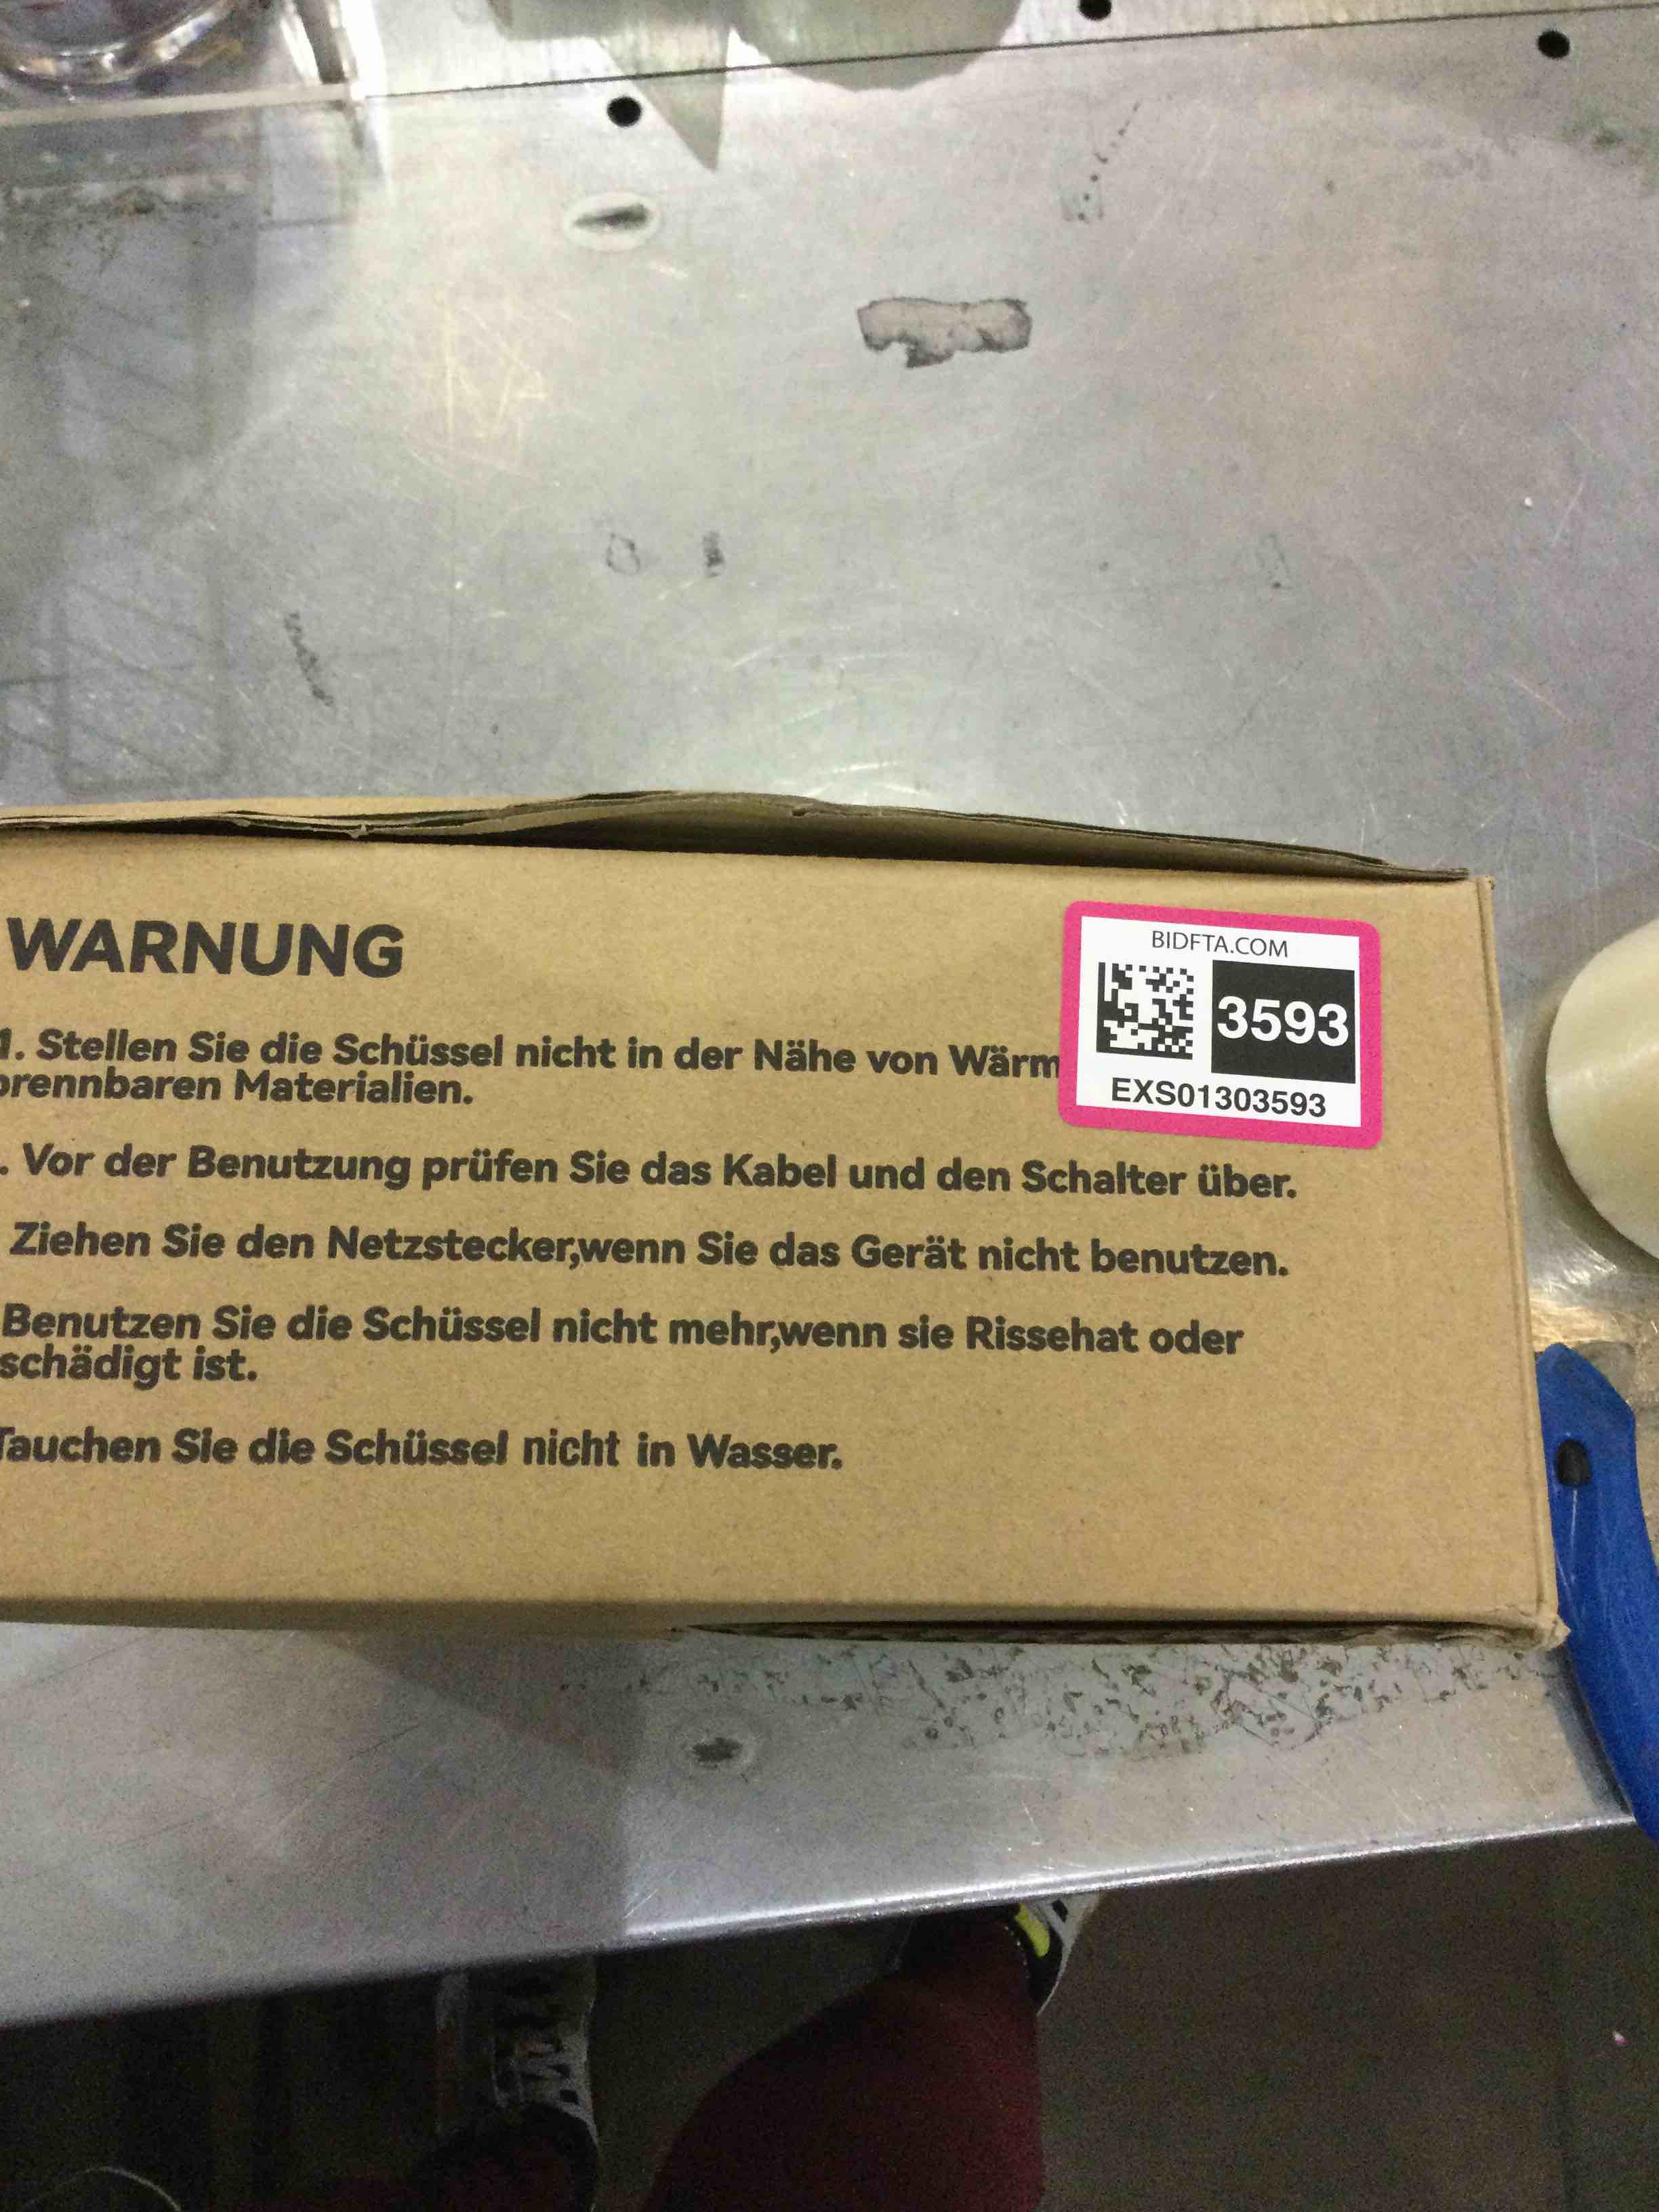 WARNUNG
1. Stellen Sie die Schüssel nicht in der Nähe von Wärm
brennbaren Materialien.
. Vor der Benutzung prüfen Sie das Kabel und den Schalter über.
Ziehen Sie den Netzstecker,wenn Sie das Gerät nicht benutzen.
Benutzen Sie die Schüssel nicht mehr,wenn sie Rissehat oder
schädigt ist.
Tauchen Sie die Schüssel nicht in Wasser.
BIDFTA.COM
3593
EXS01303593